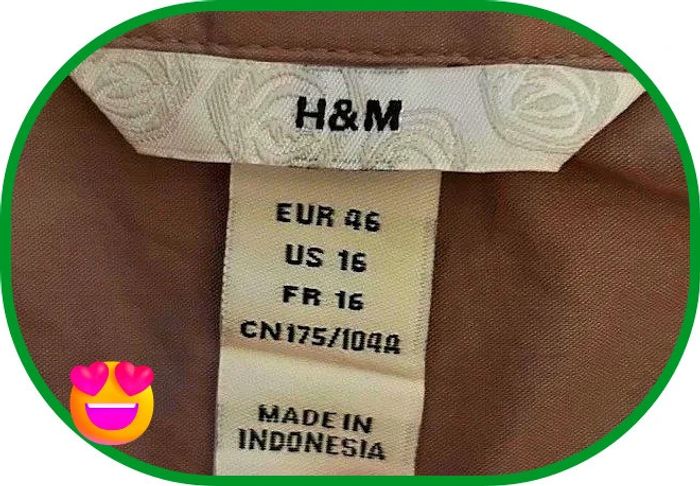 H&M
EUR 46
US 16
FR 16
CN175/104A
MADE IN
INDONESIA